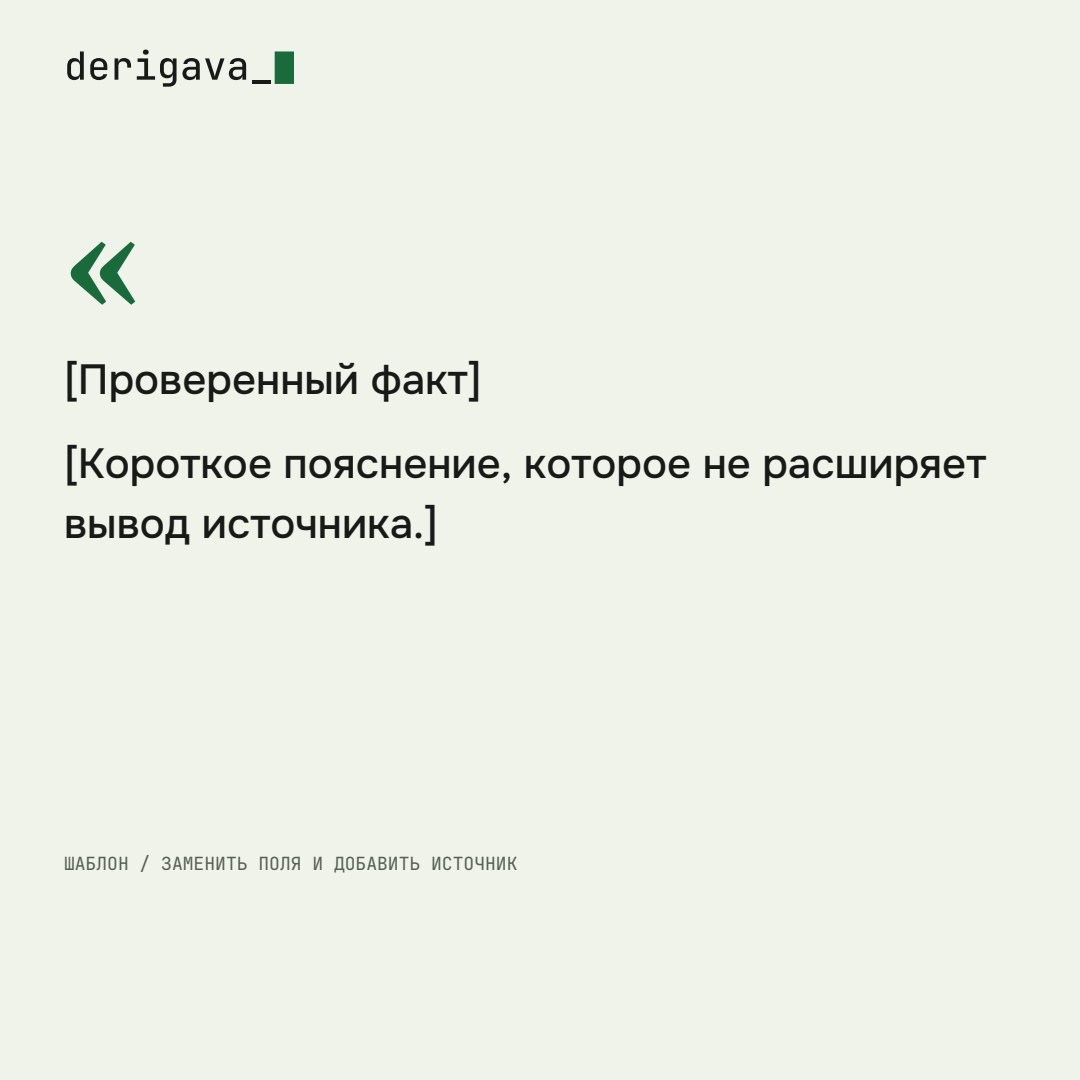 derigava_
«
[Проверенный факт]
[Короткое пояснение, которое не расширяет
вывод источника.]
ШАБЛОН / ЗАМЕНИТЬ ПОЛЯ И ДОБАВИТЬ ИСТОЧНИК